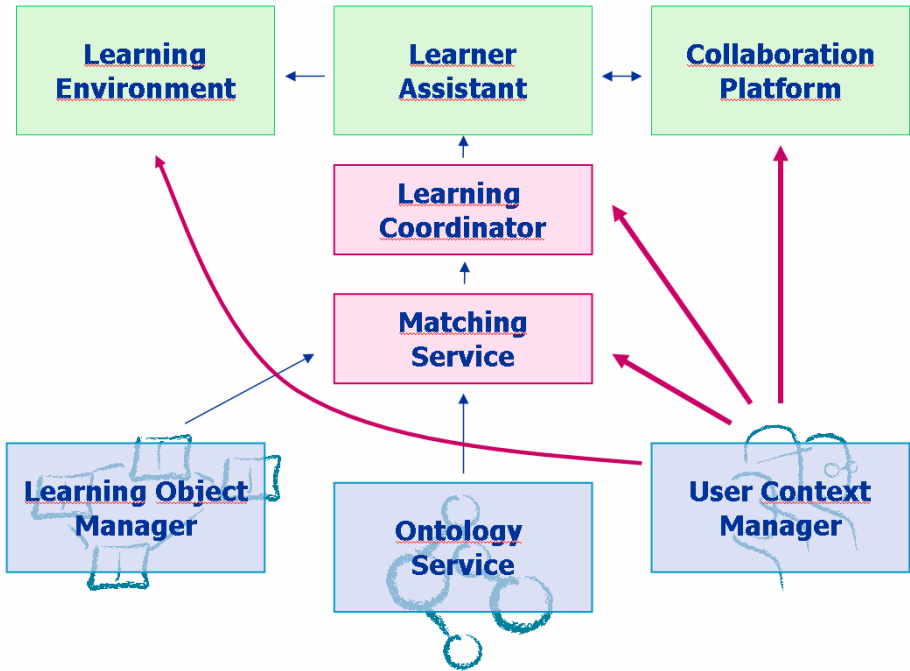 Learning
Environment
Learner
Assistant
Collaboration
Platform
Learning
Coordinator
Matching
Service
Learning Object
Manager
Ontology
Service
User Context
Manager